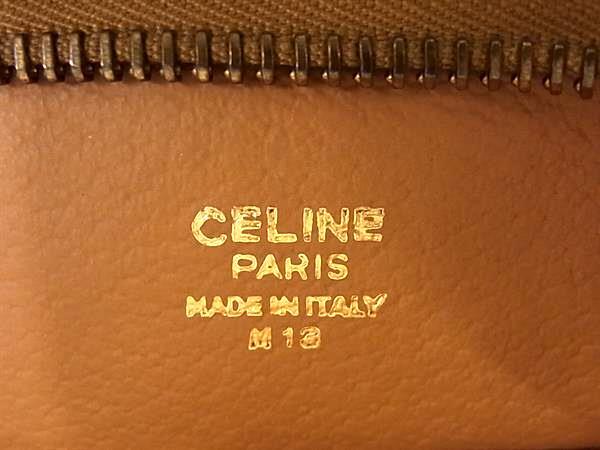 CELINE
PARIS
MADE IN ITALY
M 13